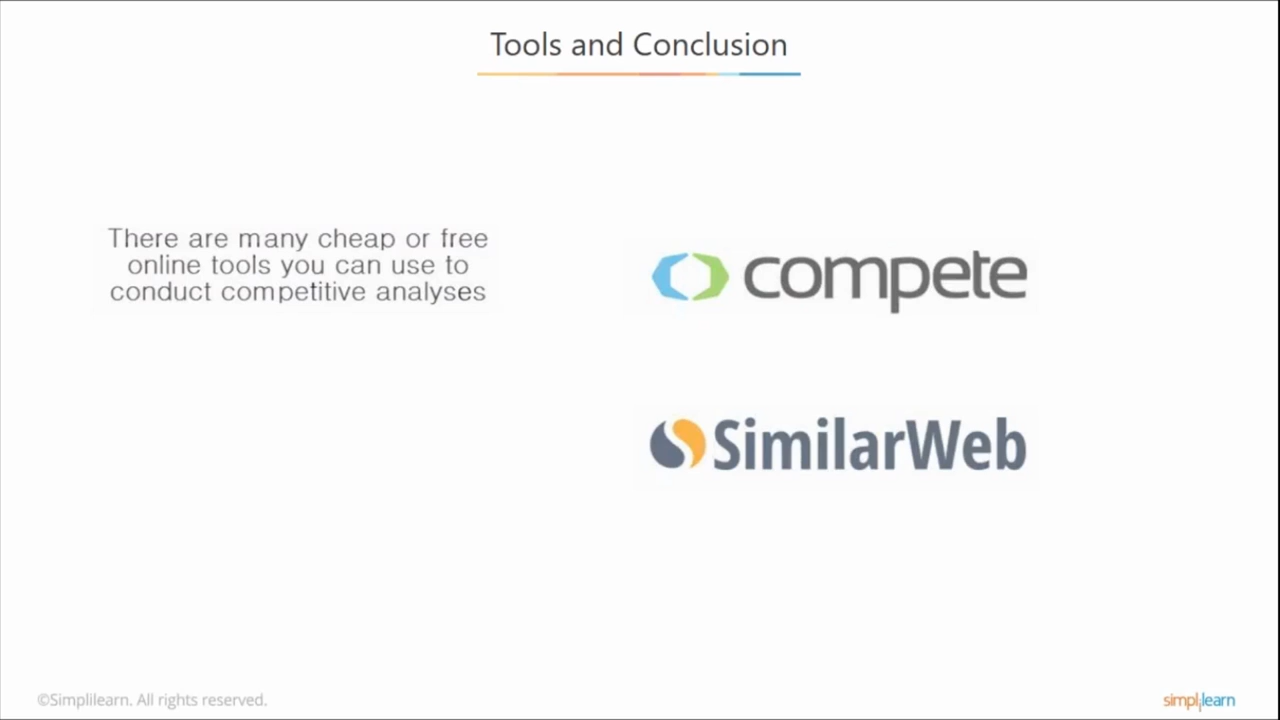 Tools and Conclusion
There are many cheap or free
online tools you can use to
conduct competitive analyses
compete
SimilarWeb
©Simplilearn. All rights reserved.
simplilearn